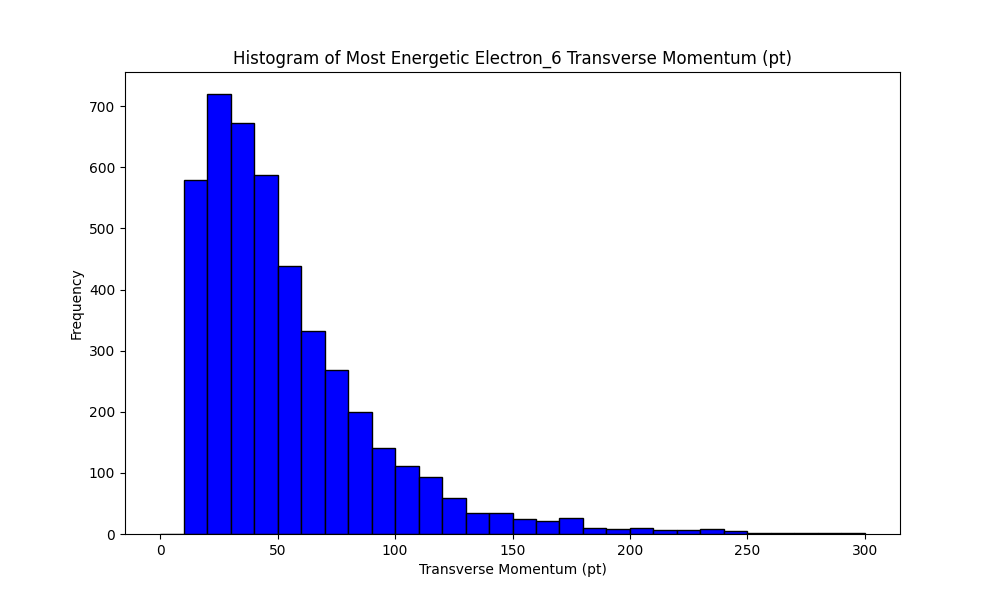 Histogram of Most Energetic Electron_6 Transverse Momentum (pt)
700
600
500
400
300
200
100
0
Frequency
0 50 100 150 200 250 300
Transverse Momentum (pt)